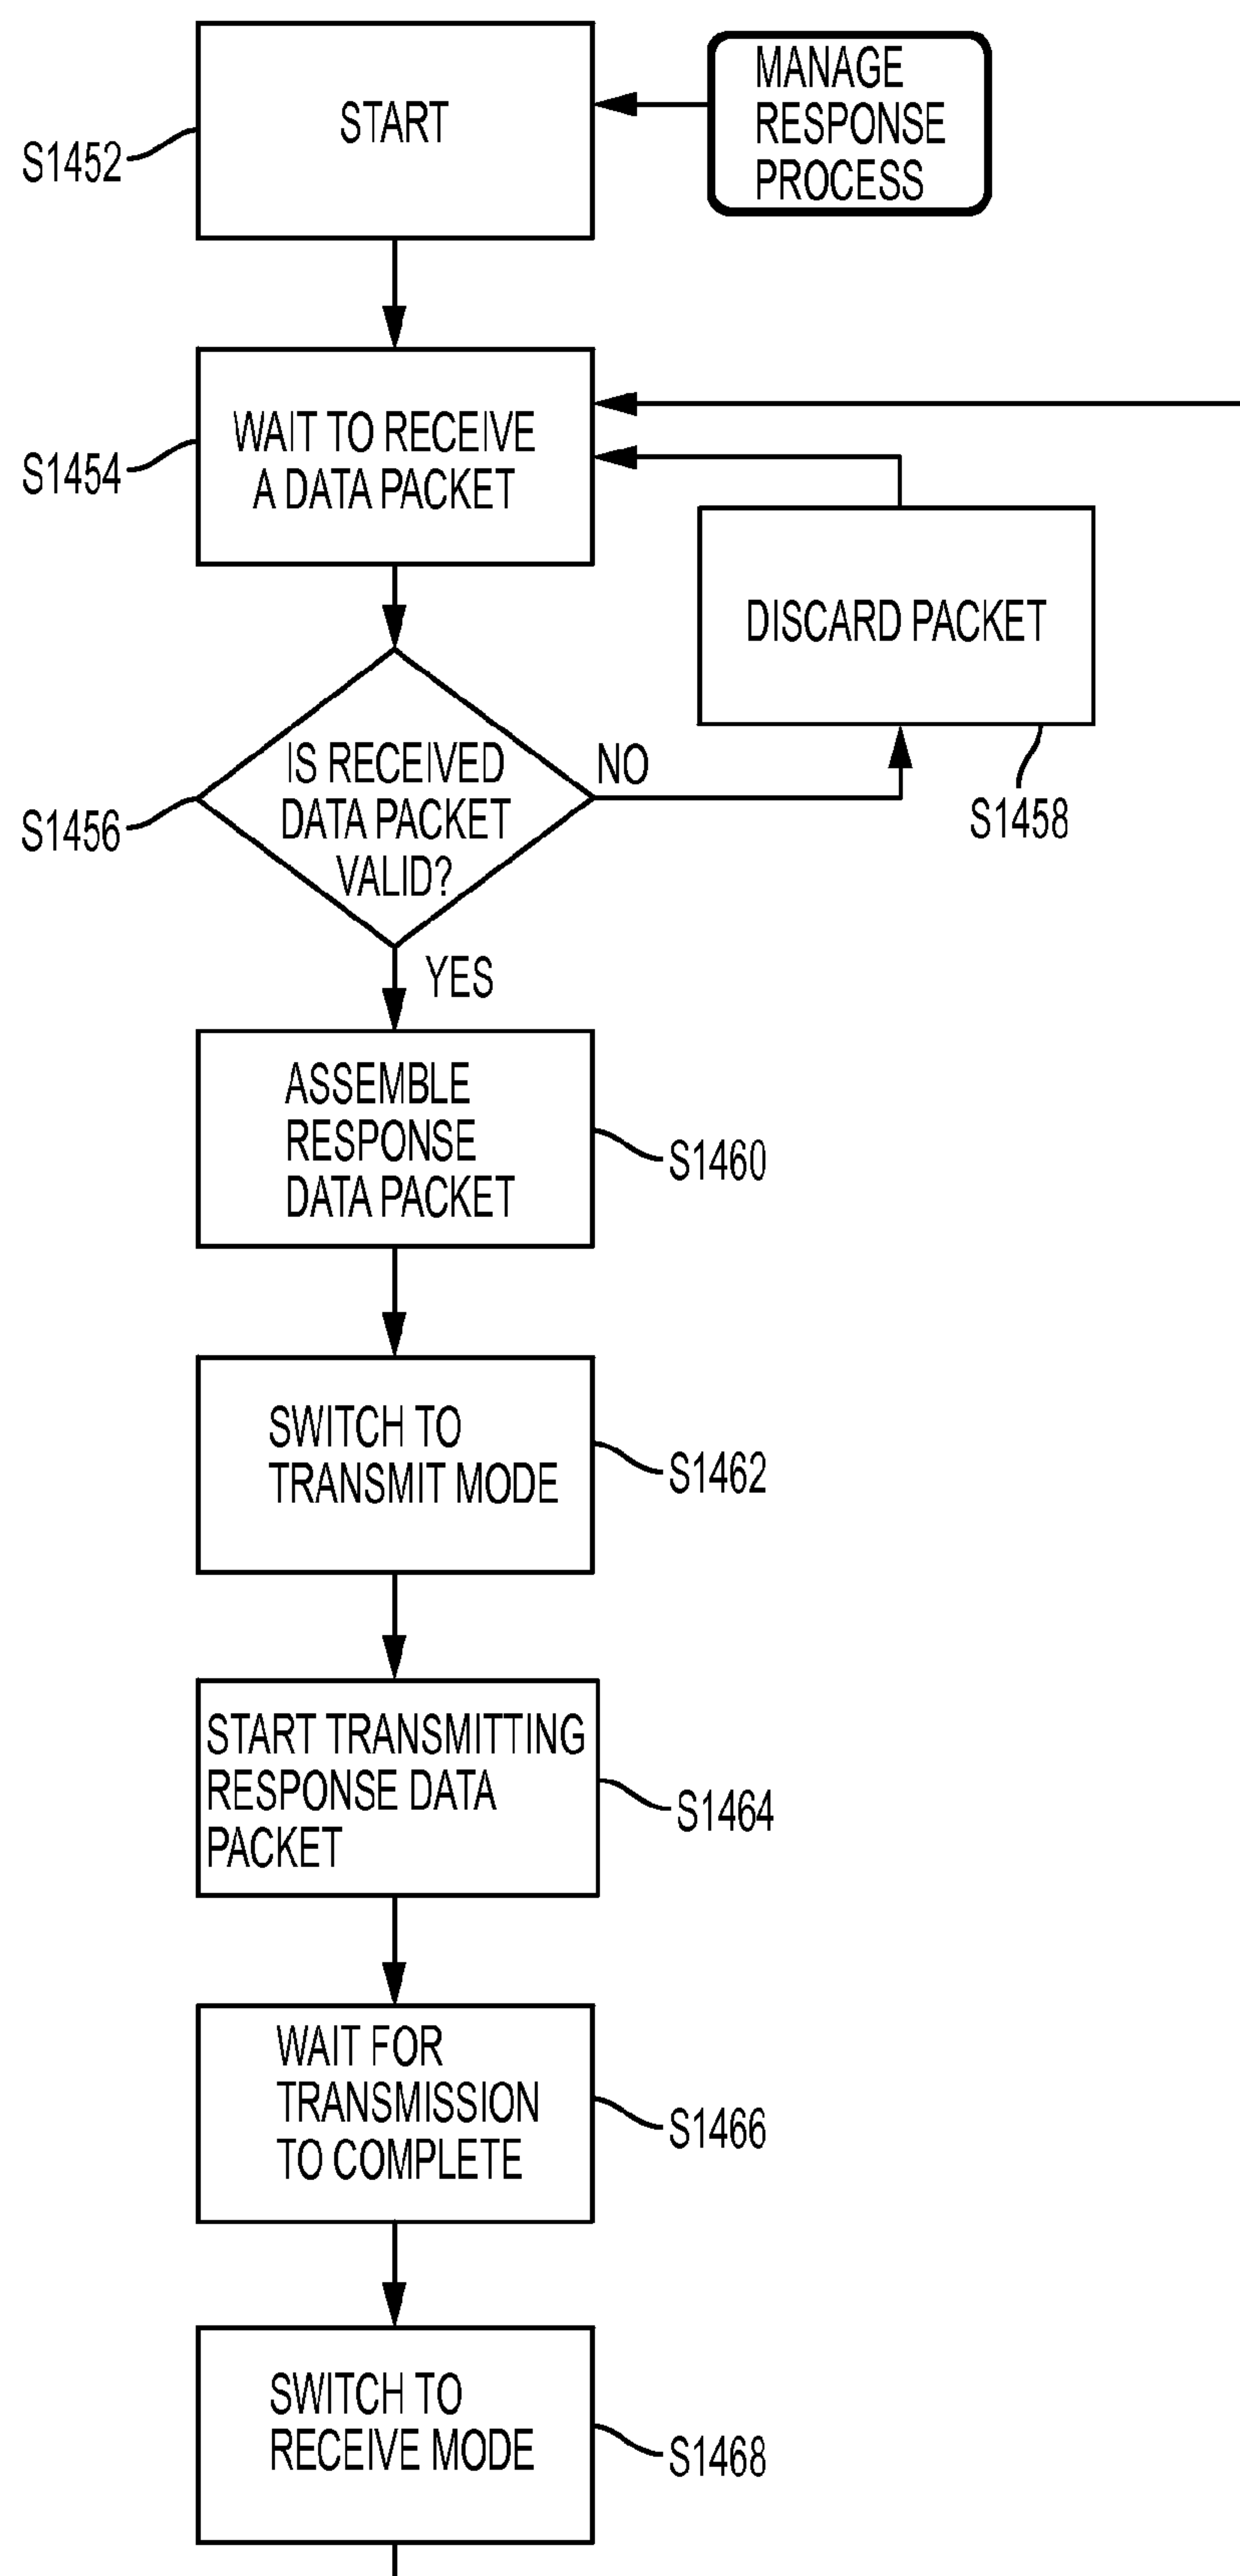 START
MANAGE
RESPONSE
PROCESS
S1452
WAIT TO RECEIVE
A DATA PACKET
S1454
DISCARD PACKET
S1458
IS RECEIVED
DATA PACKET
VALID?
NO
S1456
YES
ASSEMBLE
RESPONSE
DATA PACKET
S1460
SWITCH TO
TRANSMIT MODE
S1462
START TRANSMITTING
RESPONSE DATA
PACKET
S1464
WAIT FOR
TRANSMISSION
TO COMPLETE
S1466
SWITCH TO
RECEIVE MODE
S1468